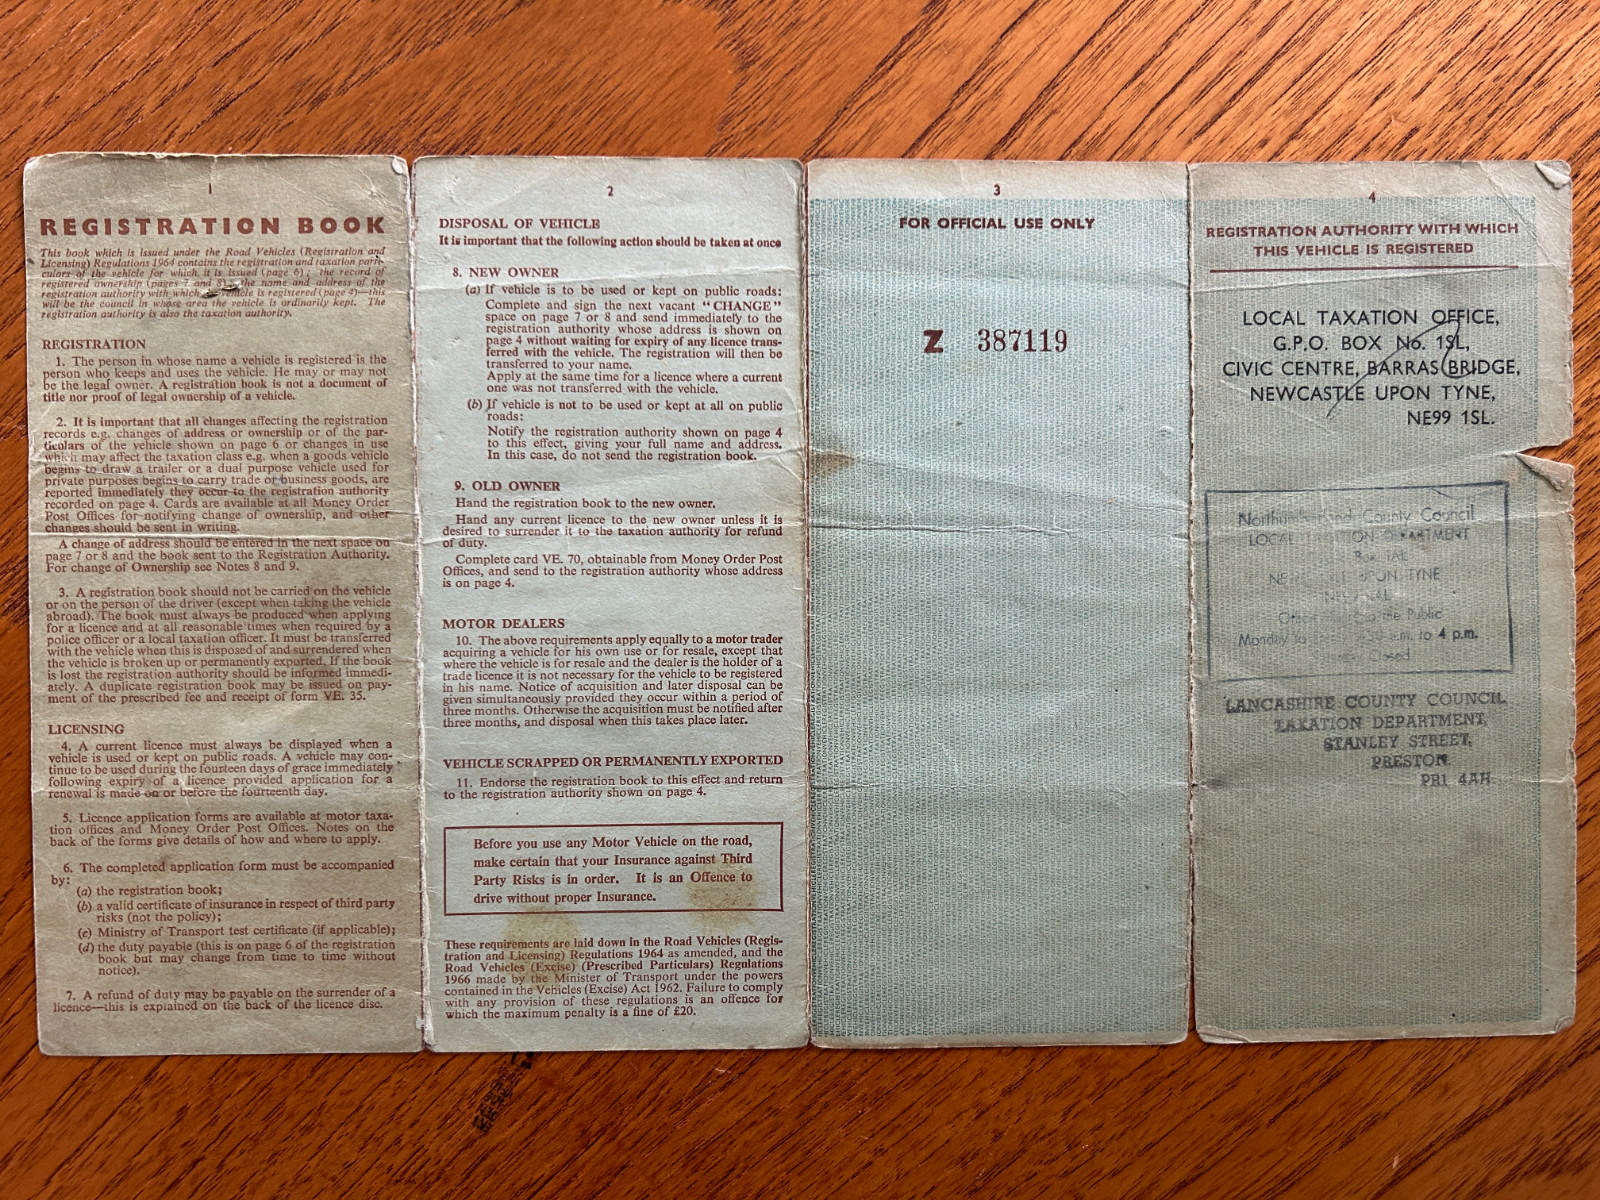 1
REGISTRATION BOOK
This book which is issued under the Road Vehicles (Registration and
Licensing) Regulations 1964 contains the registration and taxation parti-
culars of the vehicle for which it is issued (page 6); the record of
registered ownership (pages 7 and 8); the name and address of the
registration authority with which vehicle is registered (page 4)—this
will be the council in whose area the vehicle is ordinarily kept. The
registration authority is also the taxation authority.
REGISTRATION
1. The person in whose name a vehicle is registered is the
person who keeps and uses the vehicle. He may or may not
be the legal owner. A registration book is not a document of
title nor proof of legal ownership of a vehicle.
2. It is important that all changes affecting the registration
records e.g. changes of address or ownership or of the par-
ticulars of the vehicle shown on page 6 or changes in use
which may affect the taxation class e.g. when a goods vehicle
begins to draw a trailer or a dual purpose vehicle used for
private purposes begins to carry trade or business goods, are
reported immediately they occur to the registration authority
recorded on page 4. Cards are available at all Money Order
Post Offices for notifying change of ownership, and other
changes should be sent in writing.
A change of address should be entered in the next space on
page 7 or 8 and the book sent to the Registration Authority.
For change of Ownership see Notes 8 and 9.
3. A registration book should not be carried on the vehicle
or on the person of the driver (except when taking the vehicle
abroad). The book must always be produced when applying
for a licence and at all reasonable times when required by a
police officer or a local taxation officer. It must be transferred
with the vehicle when this is disposed of and surrendered when
the vehicle is broken up or permanently exported. If the book
is lost the registration authority should be informed immedi-
ately. A duplicate registration book may be issued on pay-
ment of the prescribed fee and receipt of form VE. 35.
LICENSING
4. A current licence must always be displayed when a
vehicle is used or kept on public roads. A vehicle may con-
tinue to be used during the fourteen days of grace immediately
following expiry of a licence provided application for a
renewal is made on or before the fourteenth day.
5. Licence application forms are available at motor taxa-
tion offices and Money Order Post Offices. Notes on the
back of the forms give details of how and where to apply.
6. The completed application form must be accompanied
by:
(a) the registration book;
(b) a valid certificate of insurance in respect of third party
risks (not the policy);
(c) Ministry of Transport test certificate (if applicable);
(d) the duty payable (this is on page 6 of the registration
book but may change from time to time without
notice).
7. A refund of duty may be payable on the surrender of a
licence—this is explained on the back of the licence disc.
2
DISPOSAL OF VEHICLE
It is important that the following action should be taken at once
8. NEW OWNER
(a) If vehicle is to be used or kept on public roads:
Complete and sign the next vacant "CHANGE"
space on page 7 or 8 and send immediately to the
registration authority whose address is shown on
page 4 without waiting for expiry of any licence trans-
ferred with the vehicle. The registration will then be
transferred to your name.
Apply at the same time for a licence where a current
one was not transferred with the vehicle.
(b) If vehicle is not to be used or kept at all on public
roads:
Notify the registration authority shown on page 4
to this effect, giving your full name and address.
In this case, do not send the registration book.
9. OLD OWNER
Hand the registration book to the new owner.
Hand any current licence to the new owner unless it is
desired to surrender it to the taxation authority for refund
of duty.
Complete card VE. 70, obtainable from Money Order Post
Offices, and send to the registration authority whose address
is on page 4.
MOTOR DEALERS
10. The above requirements apply equally to a motor trader
acquiring a vehicle for his own use or for resale, except that
where the vehicle is for resale and the dealer is the holder of a
trade licence it is not necessary for the vehicle to be registered
in his name. Notice of acquisition and later disposal can be
given simultaneously provided they occur within a period of
three months. Otherwise the acquisition must be notified after
three months, and disposal when this takes place later.
VEHICLE SCRAPPED OR PERMANENTLY EXPORTED
11. Endorse the registration book to this effect and return
to the registration authority shown on page 4.
Before you use any Motor Vehicle on the road,
make certain that your Insurance against Third
Party Risks is in order. It is an Offence to
drive without proper Insurance.
These requirements are laid down in the Road Vehicles (Regis-
tration and Licensing) Regulations 1964 as amended, and the
Road Vehicles (Excise) (Prescribed Particulars) Regulations
1966 made by the Minister of Transport under the powers
contained in the Vehicles (Excise) Act 1962. Failure to comply
with any provision of these regulations is an offence for
which the maximum penalty is a fine of £20.
3
FOR OFFICIAL USE ONLY
Z 387119
4
REGISTRATION AUTHORITY WITH WHICH
THIS VEHICLE IS REGISTERED
LOCAL TAXATION OFFICE,
G.P.O. BOX No. 1SL,
CIVIC CENTRE, BARRAS BRIDGE,
NEWCASTLE UPON TYNE,
NE99 1SL.
County Council
LOCAL DEPARTMENT
UPON TYNE
the Public
Monday a.m. to 4 p.m.
LANCASHIRE COUNTY COUNCIL
TAXATION DEPARTMENT,
STANLEY STREET,
PRESTON.
PR1 4AH